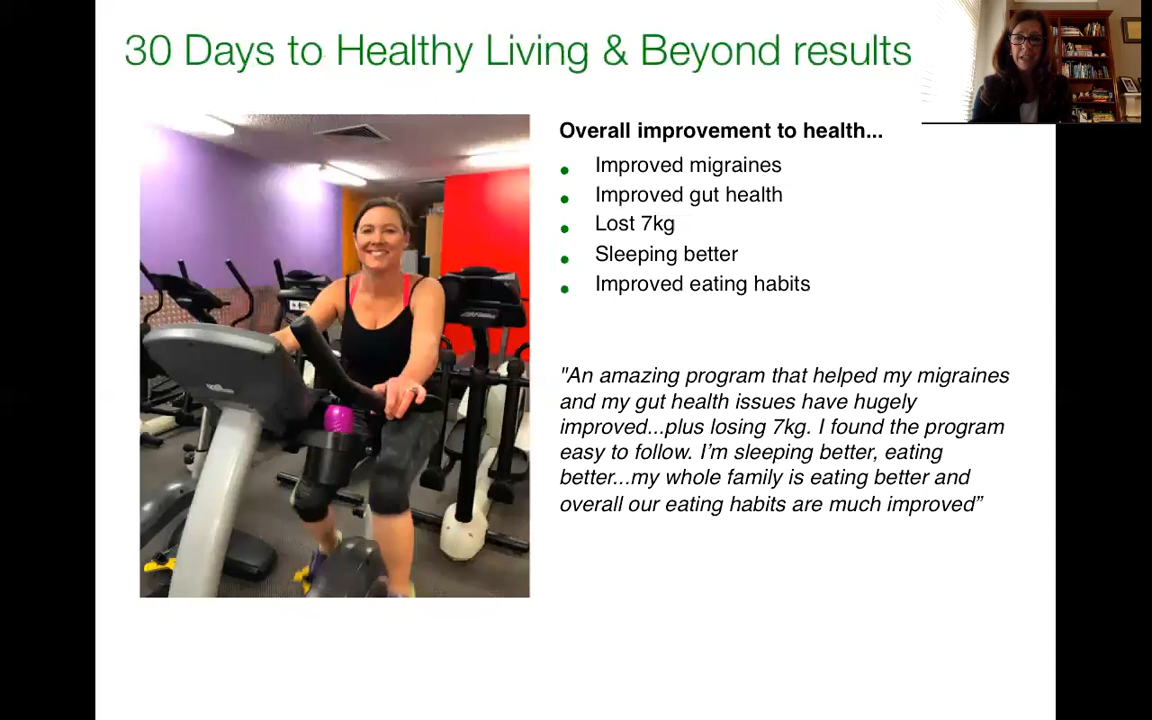 30 Days to Healthy Living & Beyond results
Overall improvement to health...
Improved migraines
Improved gut health
Lost 7kg
Sleeping better
Improved eating habits
"An amazing program that helped my migraines
and my gut health issues have hugely
improved...plus losing 7kg. I found the program
easy to follow. I’m sleeping better, eating
better...my whole family is eating better and
overall our eating habits are much improved”